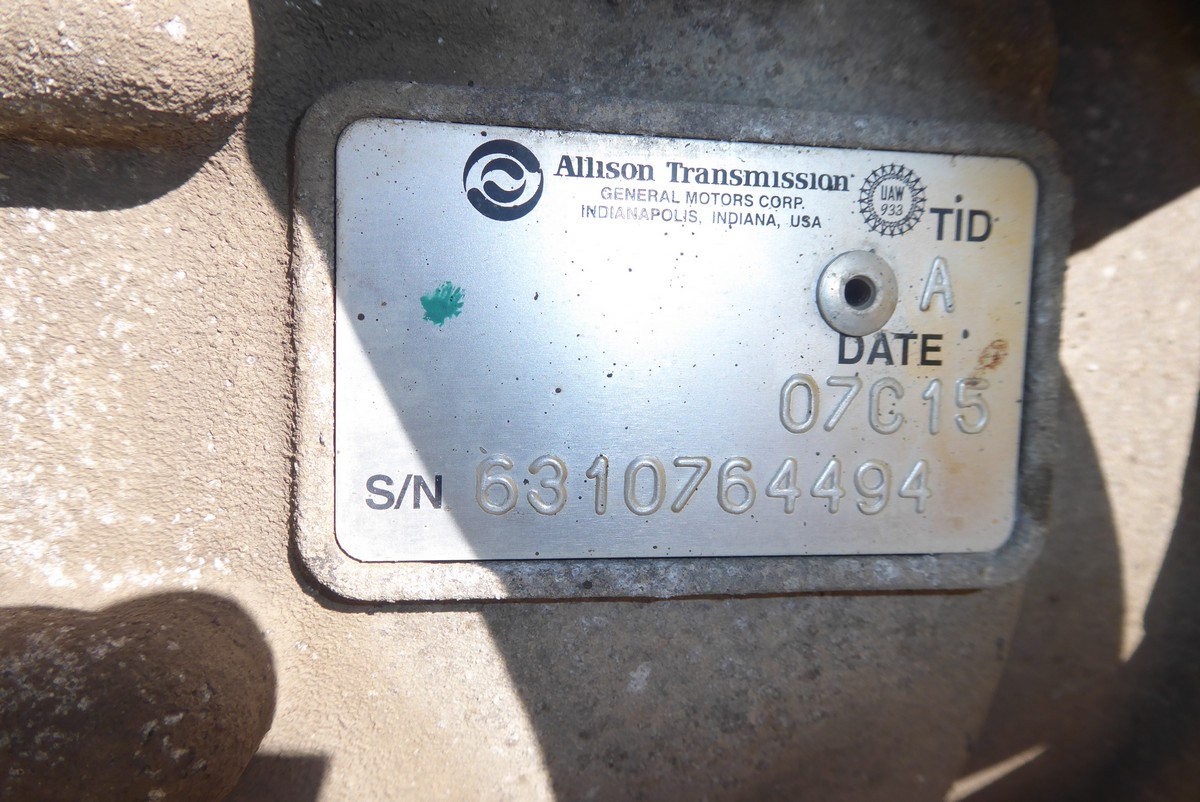 Allison Transmission
GENERAL MOTORS CORP.
INDIANAPOLIS, INDIANA, USA
UAW
933
TID
A
DATE
07C15
S/N 6310764494